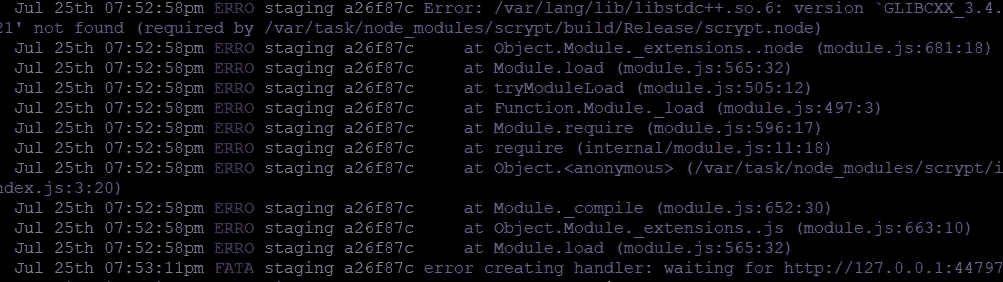 Jul 25th 07:52:58pm ERRO staging a26f87c Error: /var/lang/lib/libstdc++.so.6: version `GLIBCXX_3.4.
21' not found (required by /var/task/node_modules/scrypt/build/Release/scrypt.node)
Jul 25th 07:52:58pm ERRO staging a26f87c     at Object.Module._extensions..node (module.js:681:18)
Jul 25th 07:52:58pm ERRO staging a26f87c     at Module.load (module.js:565:32)
Jul 25th 07:52:58pm ERRO staging a26f87c     at tryModuleLoad (module.js:505:12)
Jul 25th 07:52:58pm ERRO staging a26f87c     at Function.Module._load (module.js:497:3)
Jul 25th 07:52:58pm ERRO staging a26f87c     at Module.require (module.js:596:17)
Jul 25th 07:52:58pm ERRO staging a26f87c     at require (internal/module.js:11:18)
Jul 25th 07:52:58pm ERRO staging a26f87c     at Object.<anonymous> (/var/task/node_modules/scrypt/i
ndex.js:3:20)
Jul 25th 07:52:58pm ERRO staging a26f87c     at Module._compile (module.js:652:30)
Jul 25th 07:52:58pm ERRO staging a26f87c     at Object.Module._extensions..js (module.js:663:10)
Jul 25th 07:52:58pm ERRO staging a26f87c     at Module.load (module.js:565:32)
Jul 25th 07:53:11pm FATA staging a26f87c error creating handler: waiting for http://127.0.0.1:44797